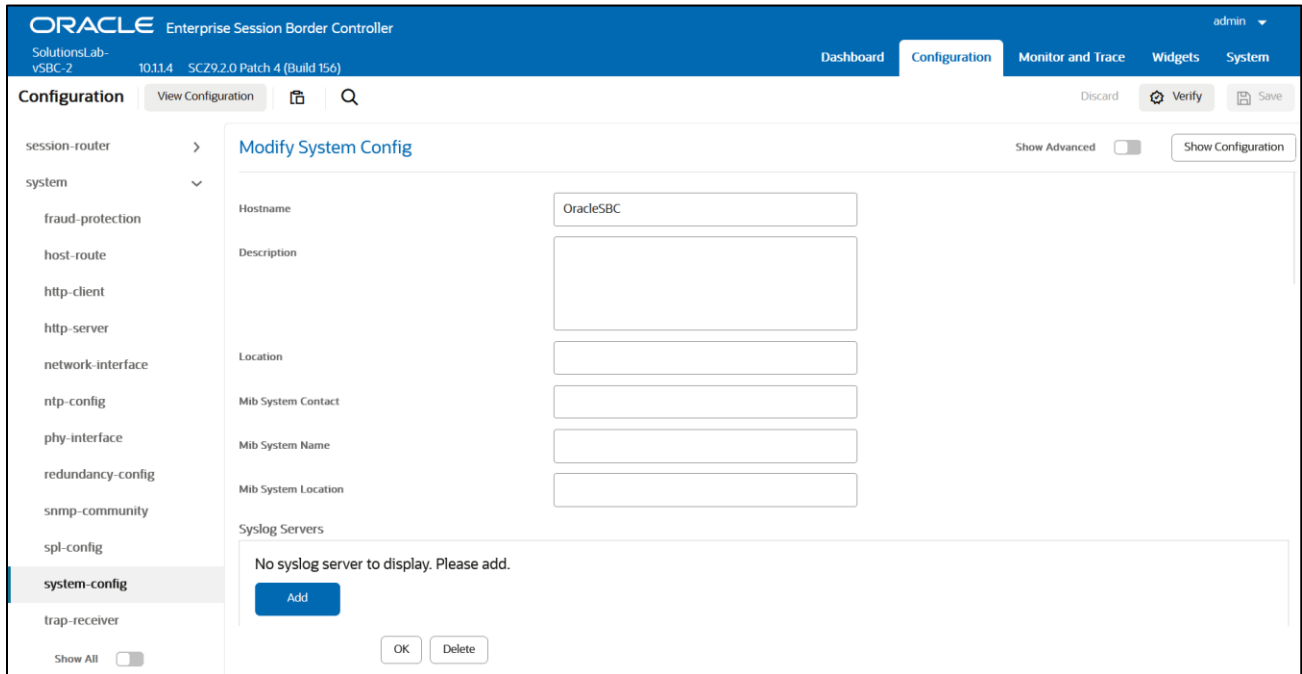 ORACLE Enterprise Session Border Controller
admin
SolutionsLab-
vSBC-2 10.1.1.4 SCZ9.2.0 Patch 4 (Build 156)
Dashboard Configuration Monitor and Trace Widgets System
Configuration View Configuration Discard Verify Save
session-router
system
fraud-protection
host-route
http-client
http-server
network-interface
ntp-config
phy-interface
redundancy-config
snmp-community
spl-config
system-config
trap-receiver
Show All
Modify System Config Show Advanced Show Configuration
Hostname OracleSBC
Description
Location
Mib System Contact
Mib System Name
Mib System Location
Syslog Servers
No syslog server to display. Please add.
Add
OK Delete